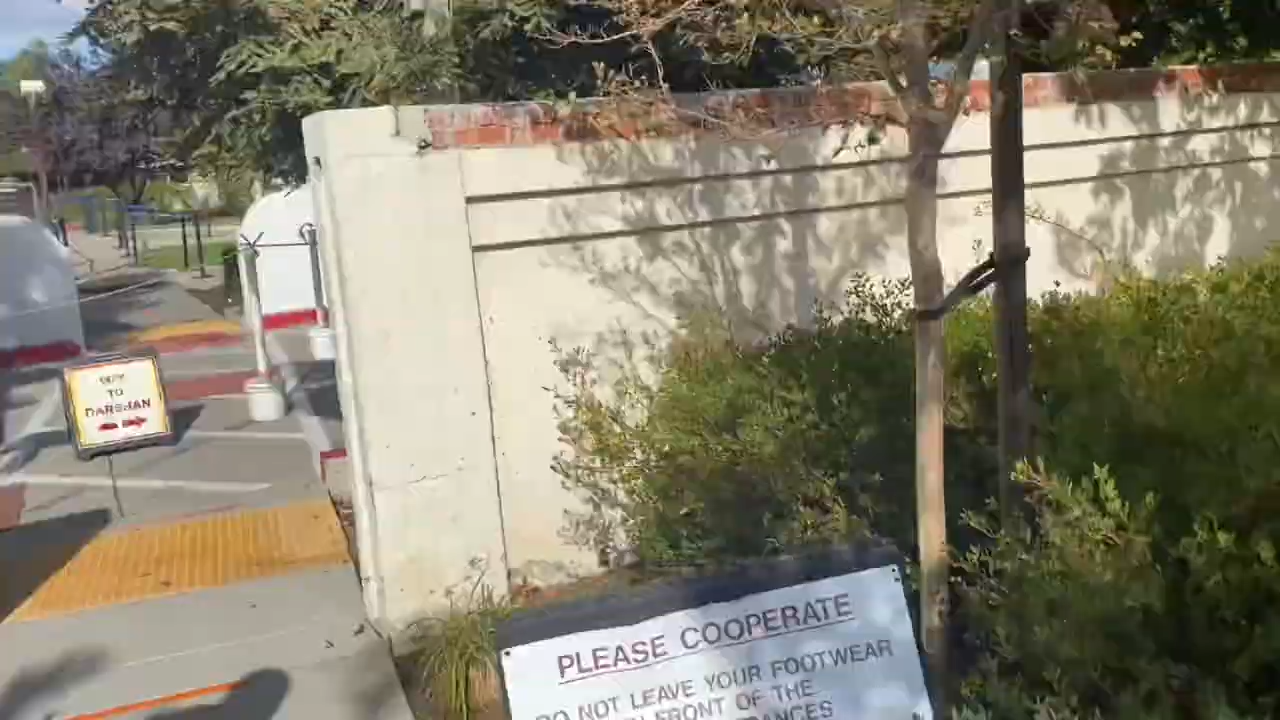 WAY
TO
DARSHAN
PLEASE COOPERATE
DO NOT LEAVE YOUR FOOTWEAR
FRONT OF THE